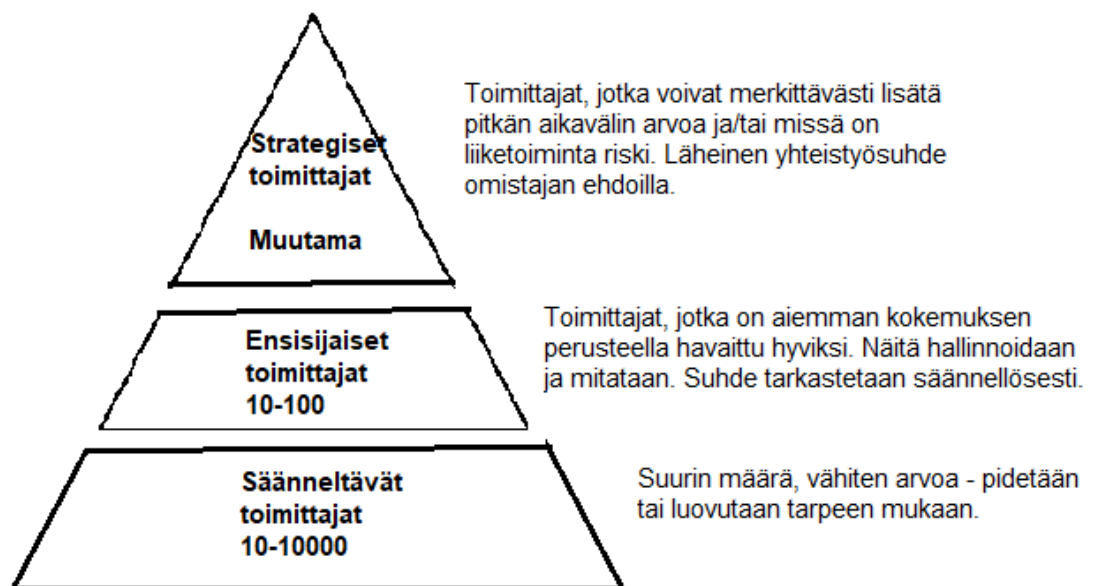 Strategiset
toimittajat
Muutama
Toimittajat, jotka voivat merkittävästi lisätä
pitkän aikavälin arvoa ja/tai missä on
liiketoiminta riski. Läheinen yhteistyösuhde
omistajan ehdoilla.
Ensisijaiset
toimittajat
10-100
Toimittajat, jotka on aiemman kokemuksen
perusteella havaittu hyviksi. Näitä hallinnoidaan
ja mitataan. Suhde tarkastetaan säännellösesti.
Säänneltävät
toimittajat
10-10000
Suurin määrä, vähiten arvoa - pidetään
tai luovutaan tarpeen mukaan.